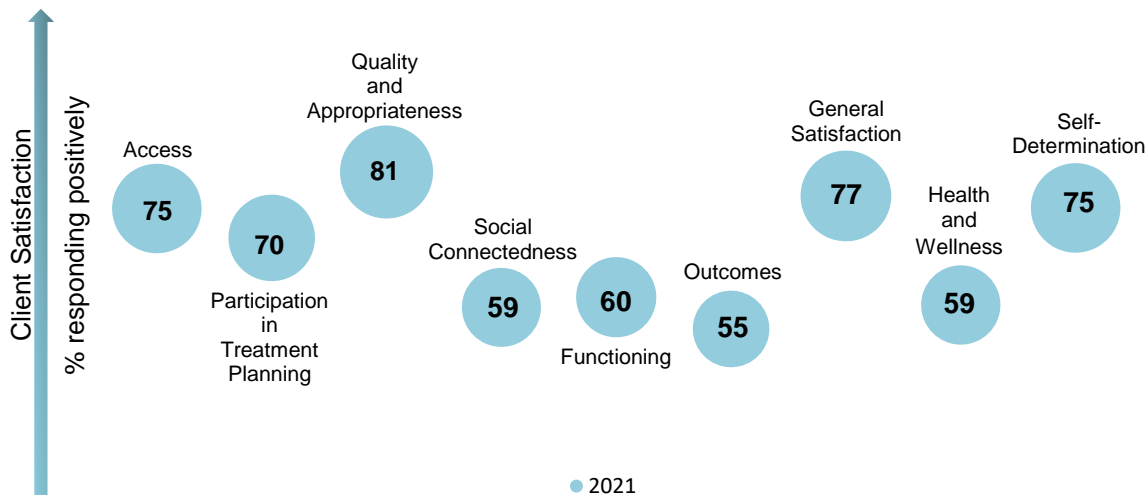 Client Satisfaction
% responding positively
Access
75
70
Participation
in
Treatment
Planning
Quality
and
Appropriateness
81
Social
Connectedness
59
60
Functioning
Outcomes
55
General
Satisfaction
77
Health
and
Wellness
59
Self-
Determination
75
2021